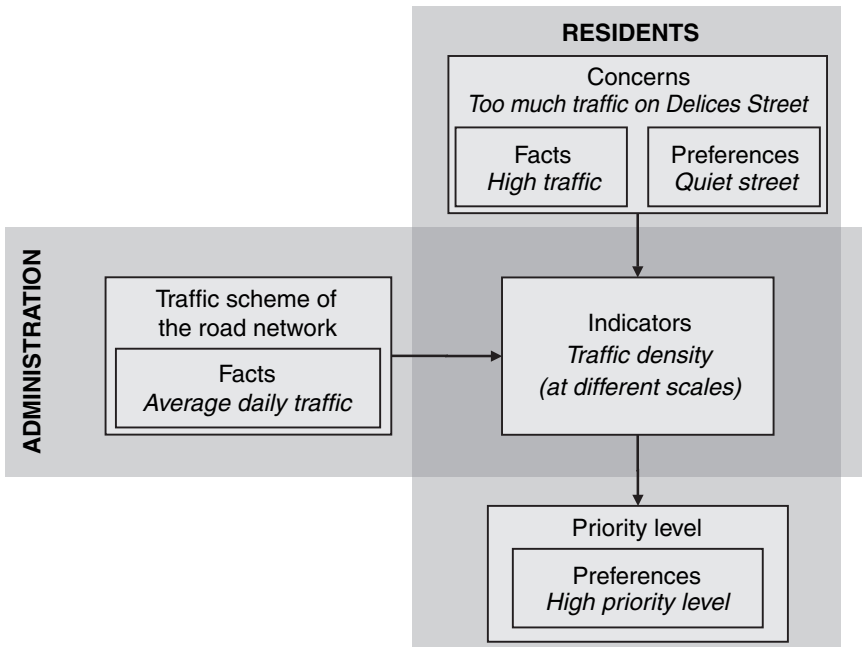 RESIDENTS
Concerns
Too much traffic on Delices Street
Facts
High traffic
Preferences
Quiet street
ADMINISTRATION
Traffic scheme of
the road network
Facts
Average daily traffic
Indicators
Traffic density
(at different scales)
Priority level
Preferences
High priority level